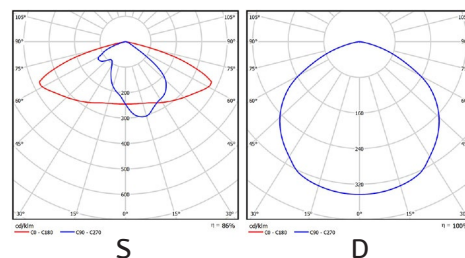 105° 105°
90° 90°
75° 75°
60° 60°
200
45° 300 45°
400
500
600
30° 15° 0° 15° 30°
cd/klm η = 86%
C0 - C180 C90 - C270
S
105° 105°
90° 90°
75° 75°
60° 60°
160
45° 240 45°
320
30° 15° 0° 15° 30°
cd/klm η = 100%
C0 - C180 C90 - C270
D